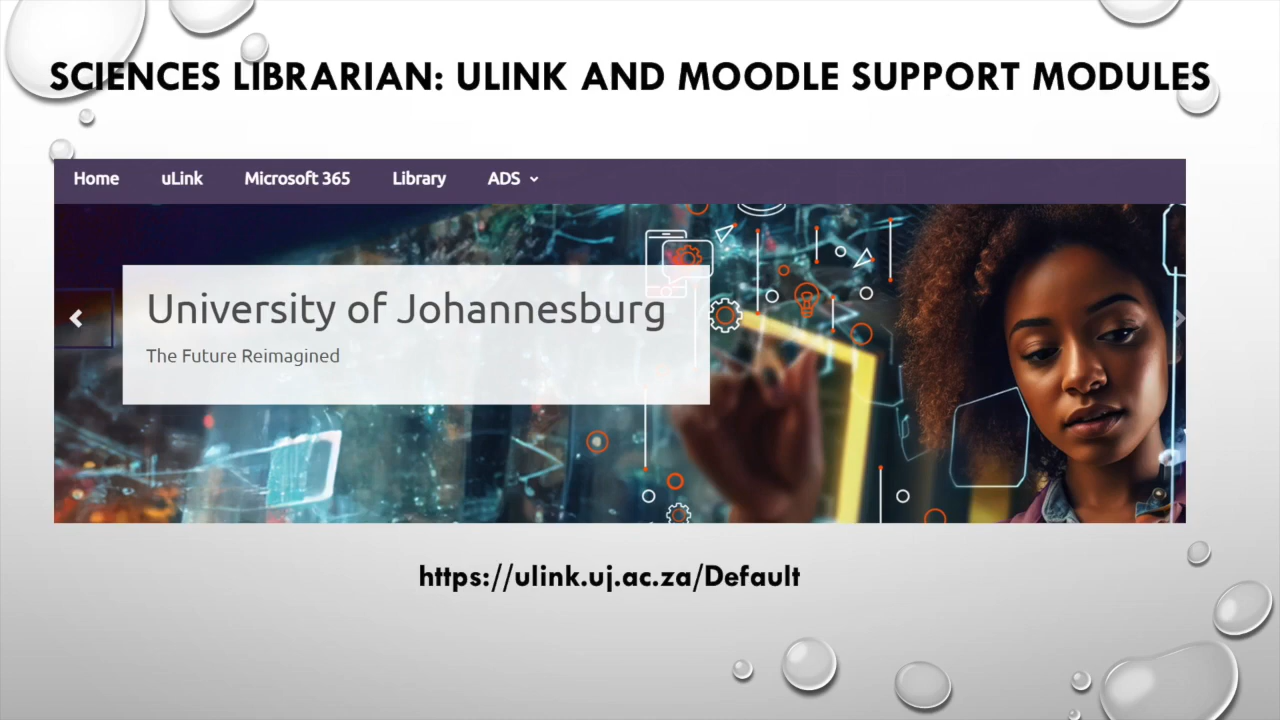 SCIENCES LIBRARIAN: ULINK AND MOODLE SUPPORT MODULES
Home uLink Microsoft 365 Library ADS
University of Johannesburg
The Future Reimagined
https://ulink.uj.ac.za/Default